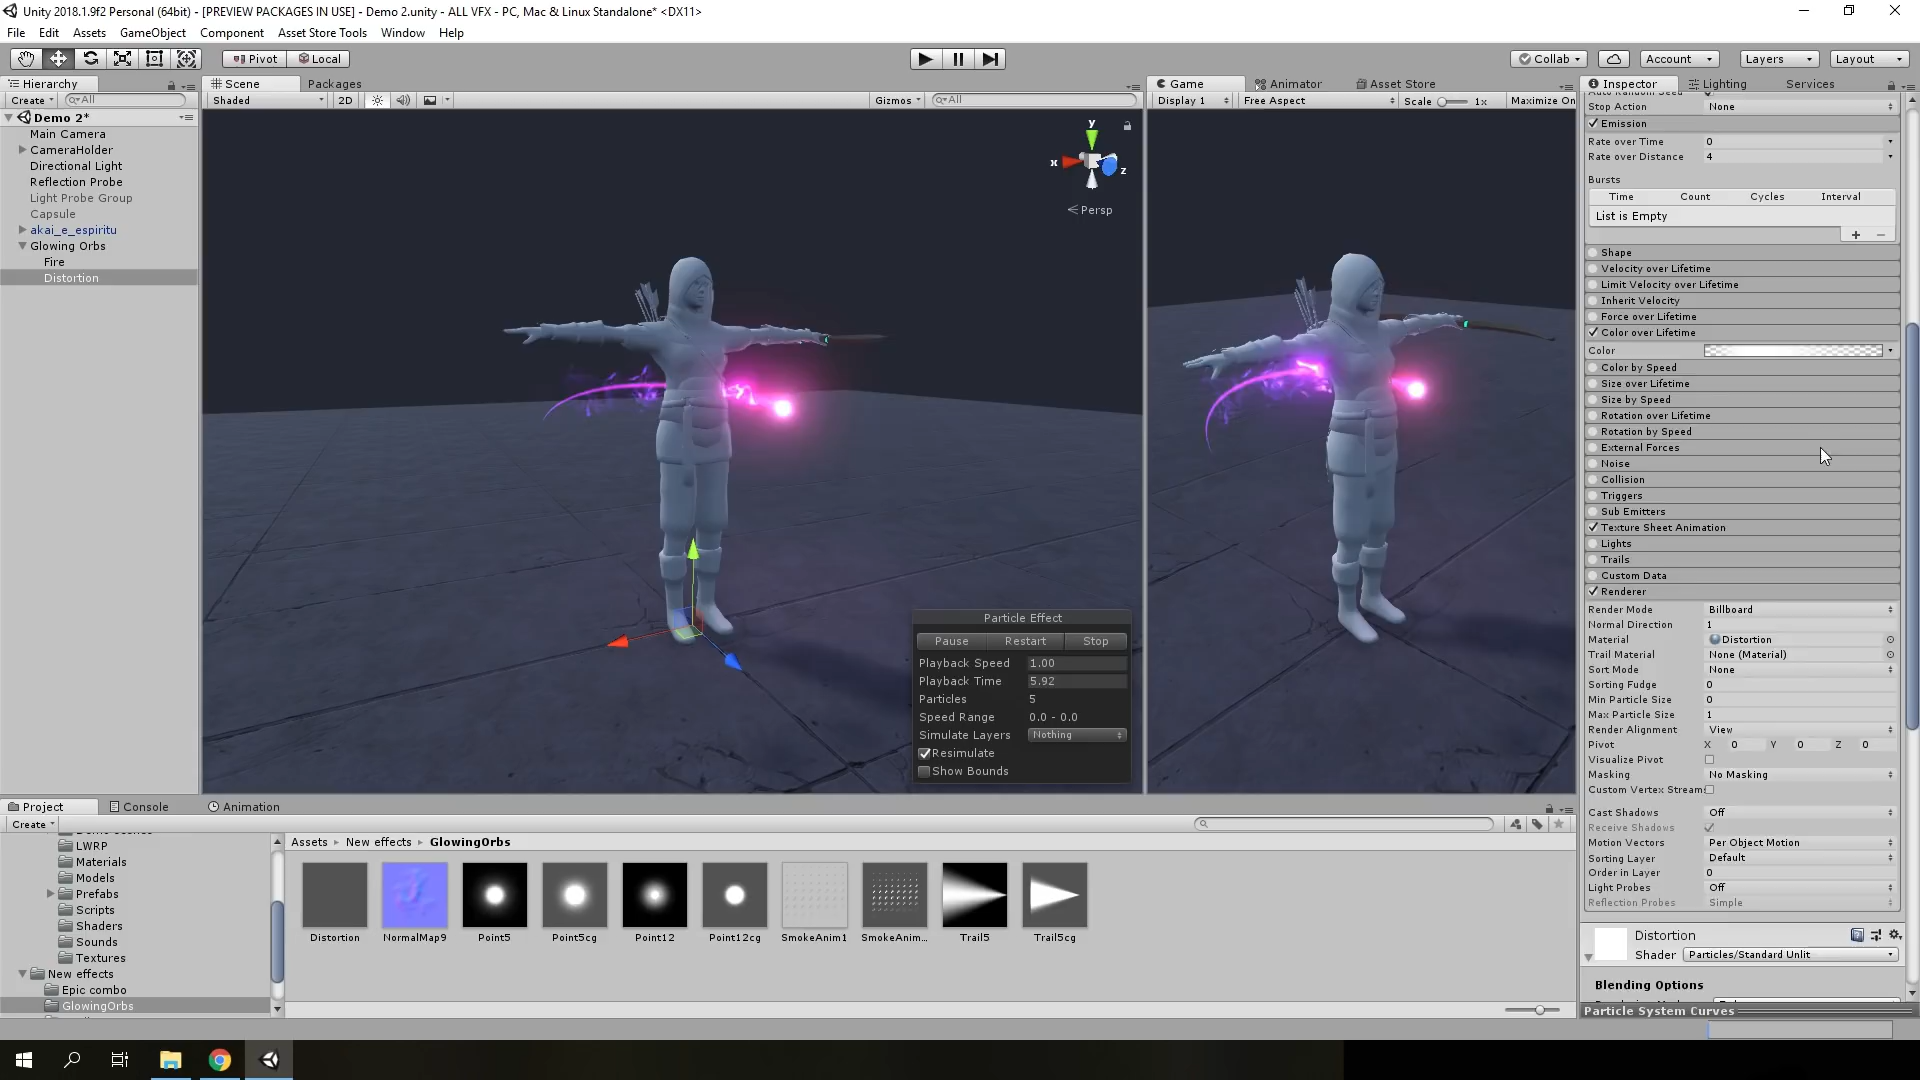 Unity 2018.1.9f2 Personal (64bit) - [PREVIEW PACKAGES IN USE] - Demo 2.unity - ALL VFX - PC, Mac & Linux Standalone* <DX11>
File Edit Assets GameObject Component Asset Store Tools Window Help
Pivot Local Collab Account Layers Layout
Hierarchy
Create All
Demo 2*
Main Camera
CameraHolder
Directional Light
Reflection Probe
Light Probe Group
Capsule
akai_e_espiritu
Glowing Orbs
Fire
Distortion
Scene Packages
Shaded 2D Gizmos All
y
x
z
Persp
Particle Effect
Pause Restart Stop
Playback Speed 1.00
Playback Time 5.92
Particles 5
Speed Range 0.0 - 0.0
Simulate Layers Nothing
Resimulate
Show Bounds
Game Animator Asset Store
Display 1 Free Aspect Scale 1x Maximize On
Inspector Lighting Services
Stop Action None
Emission
Rate over Time 0
Rate over Distance 4
Bursts
Time Count Cycles Interval
List is Empty
Shape
Velocity over Lifetime
Limit Velocity over Lifetime
Inherit Velocity
Force over Lifetime
Color over Lifetime
Color
Color by Speed
Size over Lifetime
Size by Speed
Rotation over Lifetime
Rotation by Speed
External Forces
Noise
Collision
Triggers
Sub Emitters
Texture Sheet Animation
Lights
Trails
Custom Data
Renderer
Render Mode Billboard
Normal Direction 1
Material Distortion
Trail Material None (Material)
Sort Mode None
Sorting Fudge 0
Min Particle Size 0
Max Particle Size 1
Render Alignment View
Pivot X 0 Y 0 Z 0
Visualize Pivot
Masking No Masking
Custom Vertex Streams
Cast Shadows Off
Receive Shadows
Motion Vectors Per Object Motion
Sorting Layer Default
Order in Layer 0
Light Probes Off
Reflection Probes Simple
Distortion
Shader Particles/Standard Unlit
Blending Options
Particle System Curves
Project Console Animation
Create
LWRP
Materials
Models
Prefabs
Scripts
Shaders
Sounds
Textures
New effects
Epic combo
GlowingOrbs
Assets New effects GlowingOrbs
Distortion NormalMap9 Point5 Point5cg Point12 Point12cg SmokeAnim1 SmokeAnim... Trail5 Trail5cg